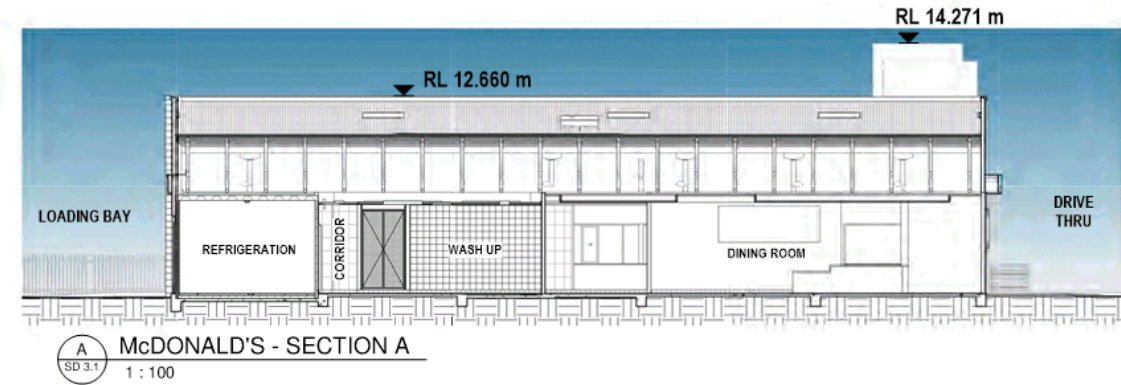 RL 14.271 m
RL 12.660 m
LOADING BAY
REFRIGERATION
CORRIDOR
WASH UP
DINING ROOM
DRIVE
THRU
A
SD 3.1
McDONALD'S - SECTION A
1 : 100